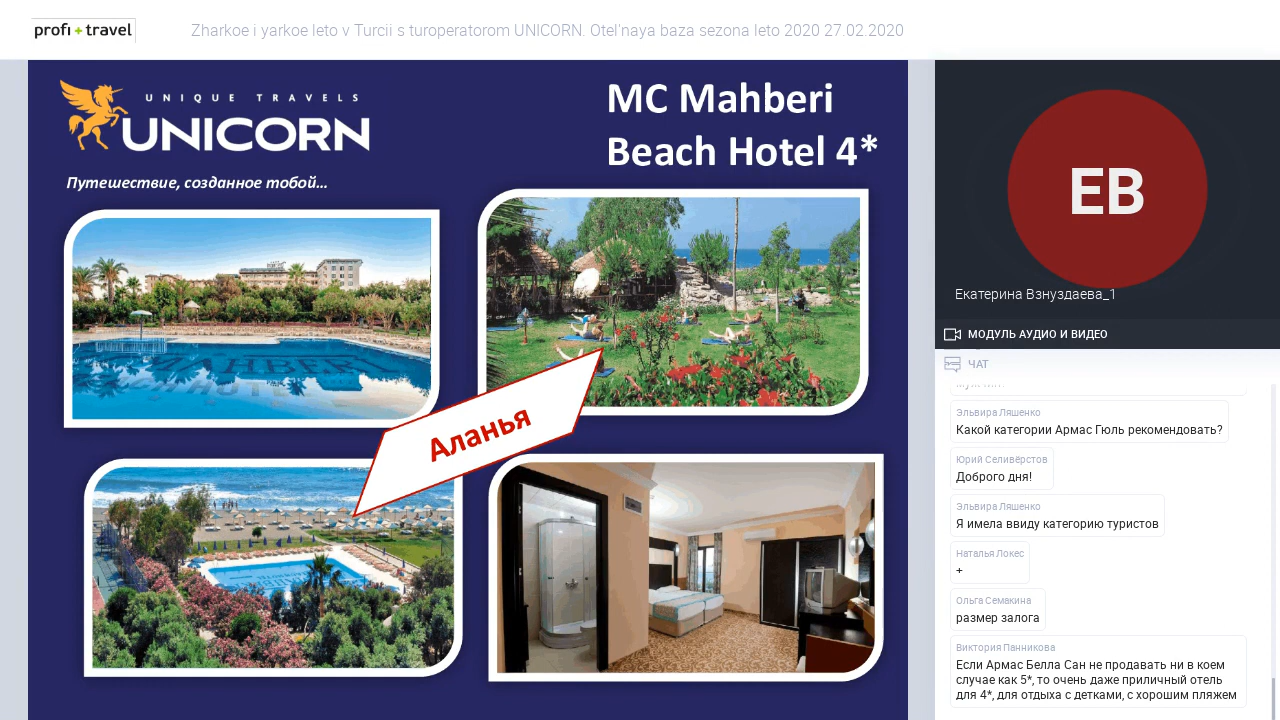 profi + travel
Zharkoe i yarkoe leto v Turcii s turoperatorom UNICORN. Otel'naya baza sezona leto 2020 27.02.2020
UNIQUE TRAVELS
UNICORN
Путешествие, созданное тобой...
MC Mahberi
Beach Hotel 4*
Аланья
EB
Екатерина Взнуздаева_1
МОДУЛЬ АУДИО И ВИДЕО
ЧАТ
Эльвира Ляшенко
Какой категории Армас Гюль рекомендовать?
Юрий Селивёрстов
Доброго дня!
Эльвира Ляшенко
Я имела ввиду категорию туристов
Наталья Локес
+
Ольга Семакина
размер залога
Виктория Панникова
Если Армас Белла Сан не продавать ни в коем
случае как 5*, то очень даже приличный отель
для 4*, для отдыха с детками, с хорошим пляжем